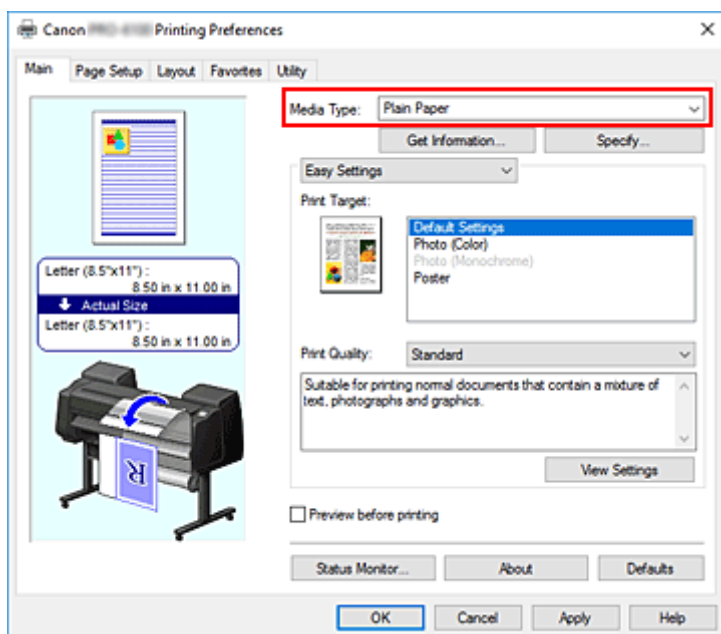 Canon Printing Preferences
Main Page Setup Layout Favorites Utility
Media Type: Plain Paper
Get Information... Specify...
Easy Settings
Print Target:
Default Settings
Photo (Color)
Photo (Monochrome)
Poster
Letter (8.5"x11") :
8.50 in x 11.00 in
Actual Size
Letter (8.5"x11") :
8.50 in x 11.00 in
R
Print Quality: Standard
Suitable for printing normal documents that contain a mixture of
text, photographs and graphics.
View Settings
Preview before printing
Status Monitor... About Defaults
OK Cancel Apply Help